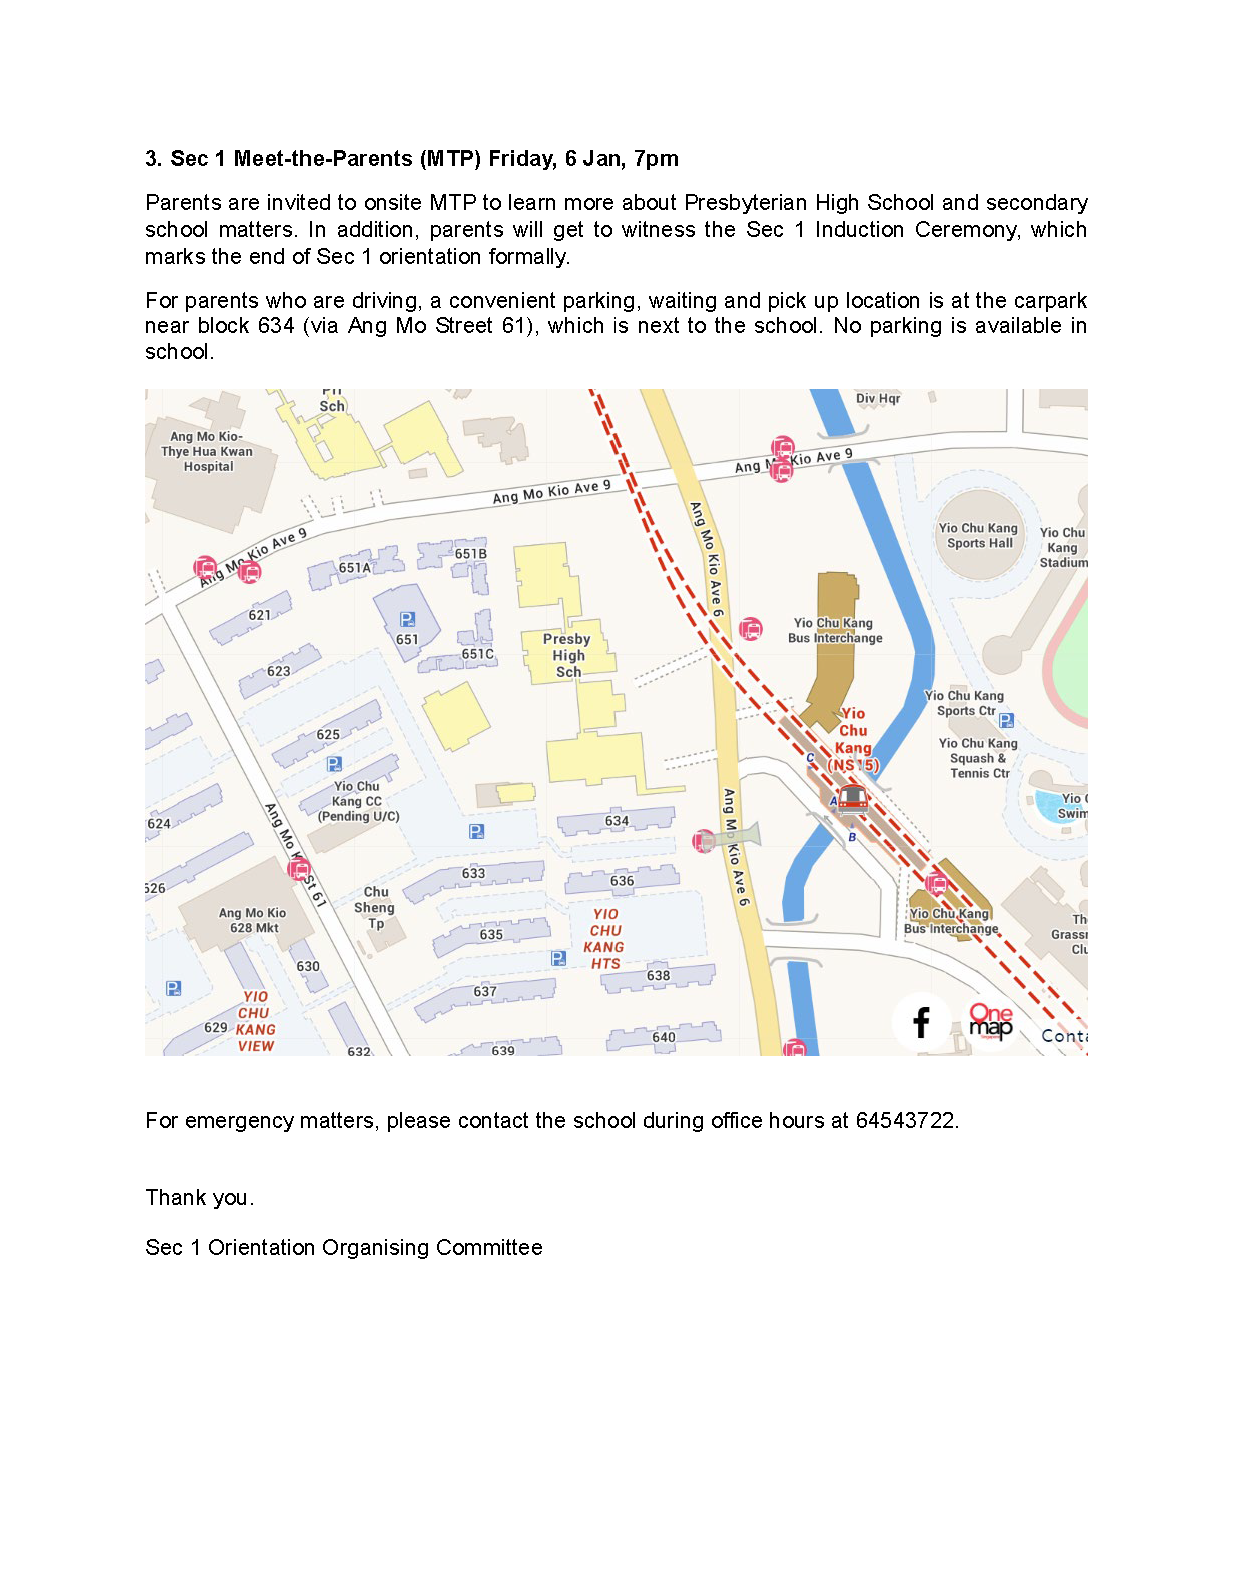 3. Sec 1 Meet-the-Parents (MTP) Friday, 6 Jan, 7pm
Parents are invited to onsite MTP to learn more about Presbyterian High School and secondary
school matters. In addition, parents will get to witness the Sec 1 Induction Ceremony, which
marks the end of Sec 1 orientation formally.
For parents who are driving, a convenient parking, waiting and pick up location is at the carpark
near block 634 (via Ang Mo Street 61), which is next to the school. No parking is available in
school.
Sch
Div Hqr
Ang Mo Kio-
Thye Hua Kwan
Hospital
Ang Mo Kio Ave 9
Ang Mo Kio Ave 9
Ang Mo Kio Ave 9
Ang Mo Kio Ave 6
Yio Chu Kang
Sports Hall
Yio Chu
Kang
Stadium
651A
651B
621
P
651
651C
623
Presby
High
Sch
Yio Chu Kang
Bus Interchange
625
P
Yio Chu
Kang CC
(Pending U/C)
Yio
Chu
Kang
(NS15)
C
A
B
Yio Chu Kang
Sports Ctr
P
Yio Chu Kang
Squash &
Tennis Ctr
Yio
Swim
624
Ang Mo Kio St 61
P
634
Ang Mo Kio Ave 6
626
633
636
Chu
Sheng
Tp
Ang Mo Kio
628 Mkt
635
YIO
CHU
KANG
HTS
Yio Chu Kang
Bus Interchange
630
P
638
P
637
YIO
CHU
KANG
VIEW
629
632
639
640
f
One
map
For emergency matters, please contact the school during office hours at 64543722.
Thank you.
Sec 1 Orientation Organising Committee